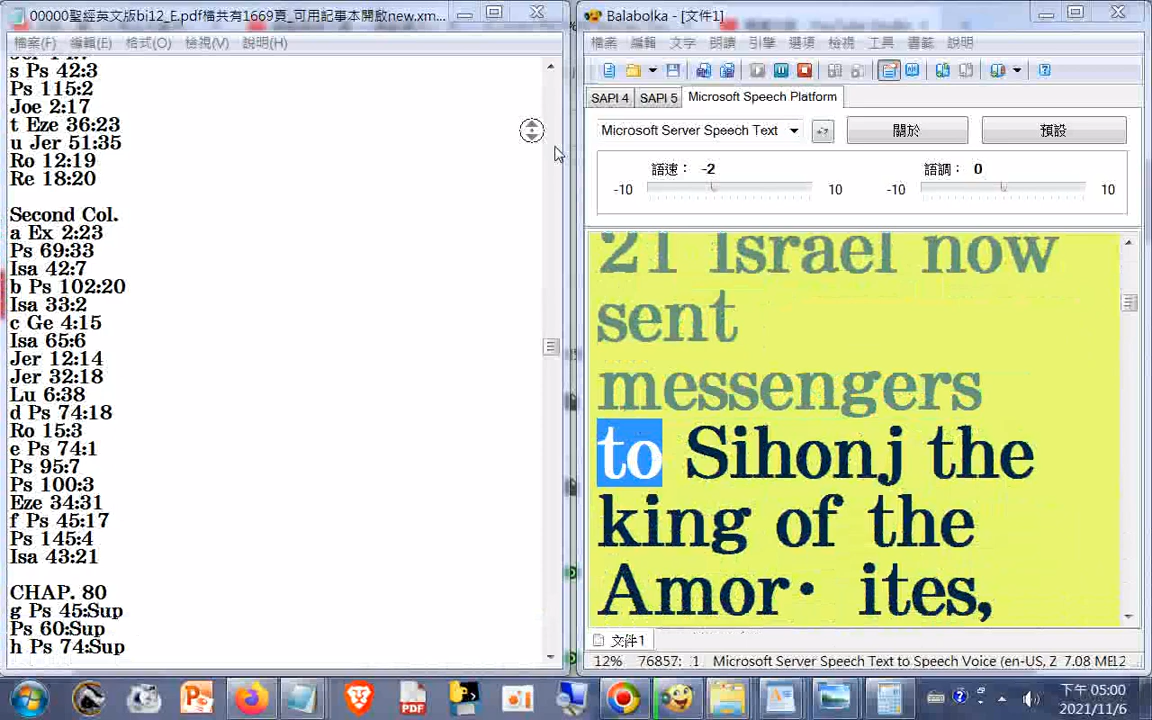 00000聖經英文版bi12_E.pdf檔共有1669頁_可用記事本開啟new.xm...
檔案(F) 編輯(E) 格式(O) 檢視(V) 說明(H)
s Ps 42:3
Ps 115:2
Joe 2:17
t Eze 36:23
u Jer 51:35
Ro 12:19
Re 18:20
Second Col.
a Ex 2:23
Ps 69:33
Isa 42:7
b Ps 102:20
Isa 33:2
c Ge 4:15
Isa 65:6
Jer 12:14
Jer 32:18
Lu 6:38
d Ps 74:18
Ro 15:3
e Ps 74:1
Ps 95:7
Ps 100:3
Eze 34:31
f Ps 45:17
Ps 145:4
Isa 43:21
CHAP. 80
g Ps 45:Sup
Ps 60:Sup
h Ps 74:Sup
Balabolka - [文件1]
檔案 編輯 文字 朗讀 引擎 選項 檢視 工具 書籤 說明
SAPI 4 SAPI 5 Microsoft Speech Platform
Microsoft Server Speech Text 關於 預設
語速: -2 語調: 0
-10 10 -10 10
21 Israel now
sent
messengers
to Sihonj the
king of the
Amor· ites,
文件1
12% 76857: 1 Microsoft Server Speech Text to Speech Voice (en-US, Z 7.08 ME12
PDF
下午 05:00
2021/11/6